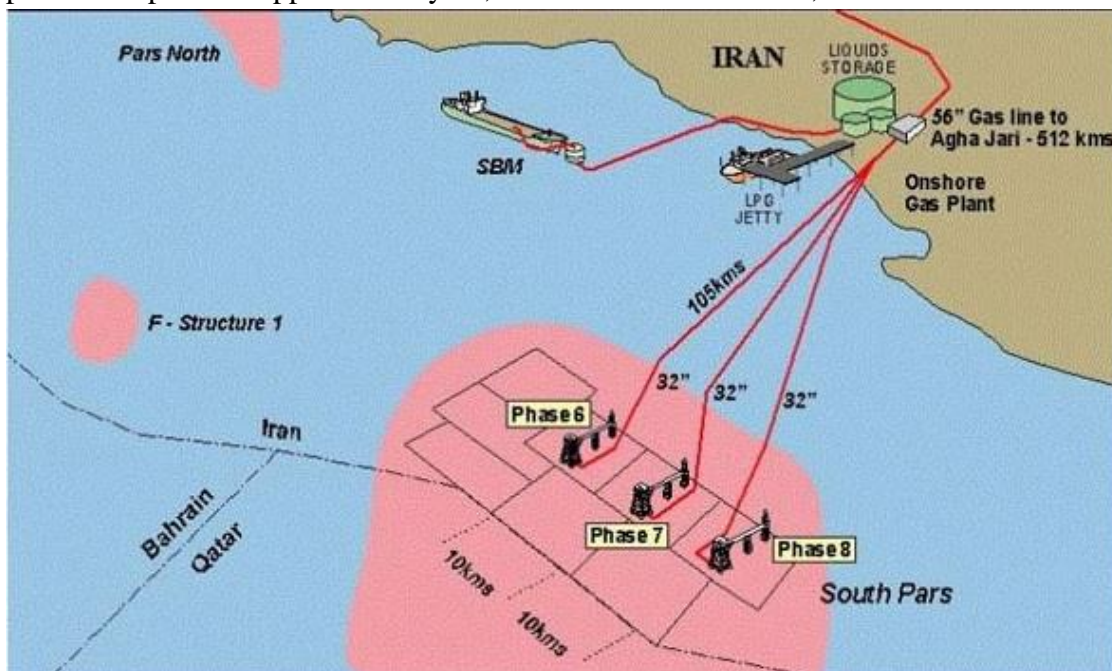 Pars North
IRAN
LIQUIDS
STORAGE
56" Gas line to
Agha Jari - 512 kms
SBM
LPG
JETTY
Onshore
Gas Plant
105kms
F - Structure 1
32"
32"
32"
Phase 6
Iran
Bahrain
Qatar
Phase 7
Phase 8
10kms
10kms
South Pars